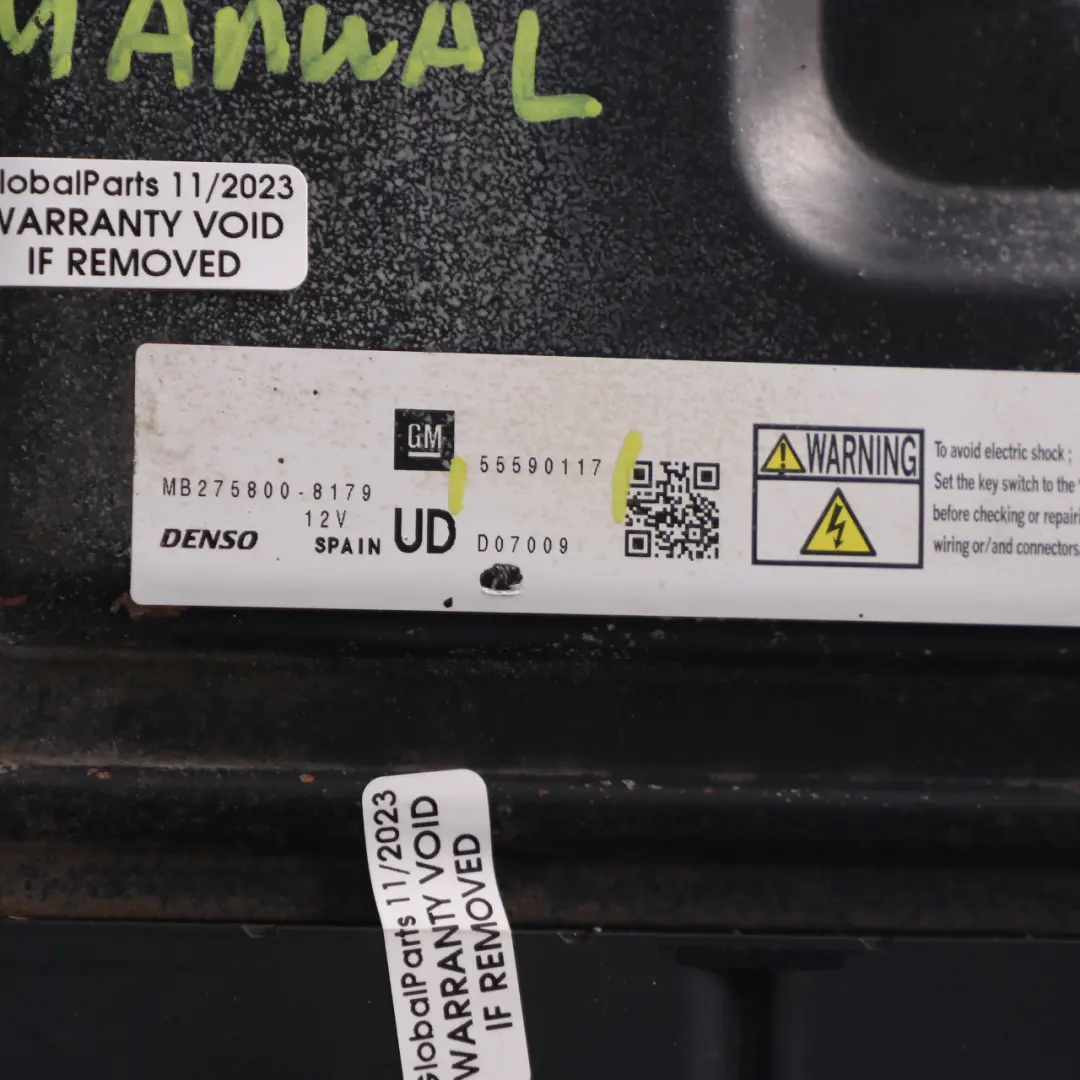 MANUAL
lobalParts 11/2023
WARRANTY VOID
IF REMOVED
GM
55590117
MB275800-8179
12V
DENSO
SPAIN
UD
D07009
WARNING
To avoid electric shock ;
Set the key switch to the "
before checking or repairi
wiring or/and connectors.
GlobalParts 11/2023
WARRANTY VOID
IF REMOVED